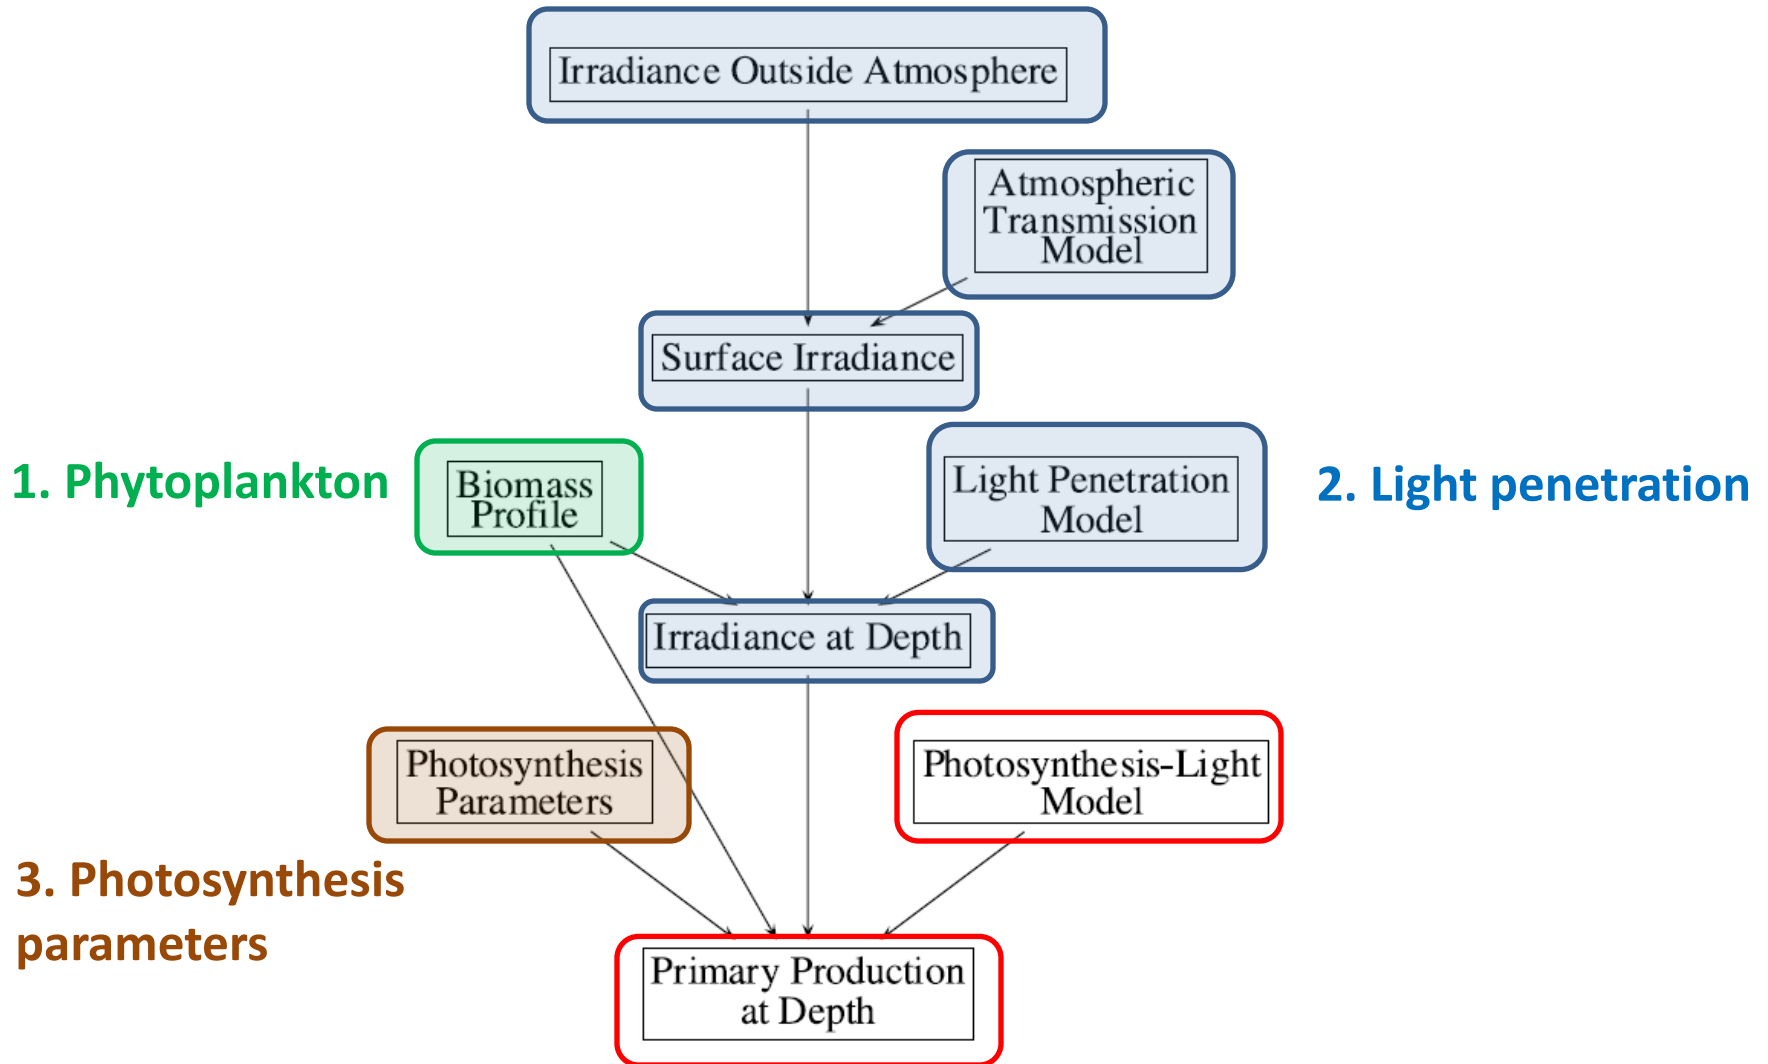 Irradiance Outside Atmosphere
Atmospheric
Transmission
Model
Surface Irradiance
1. Phytoplankton
Biomass
Profile
Light Penetration
Model
2. Light penetration
Irradiance at Depth
Photosynthesis
Parameters
Photosynthesis-Light
Model
3. Photosynthesis
parameters
Primary Production
at Depth